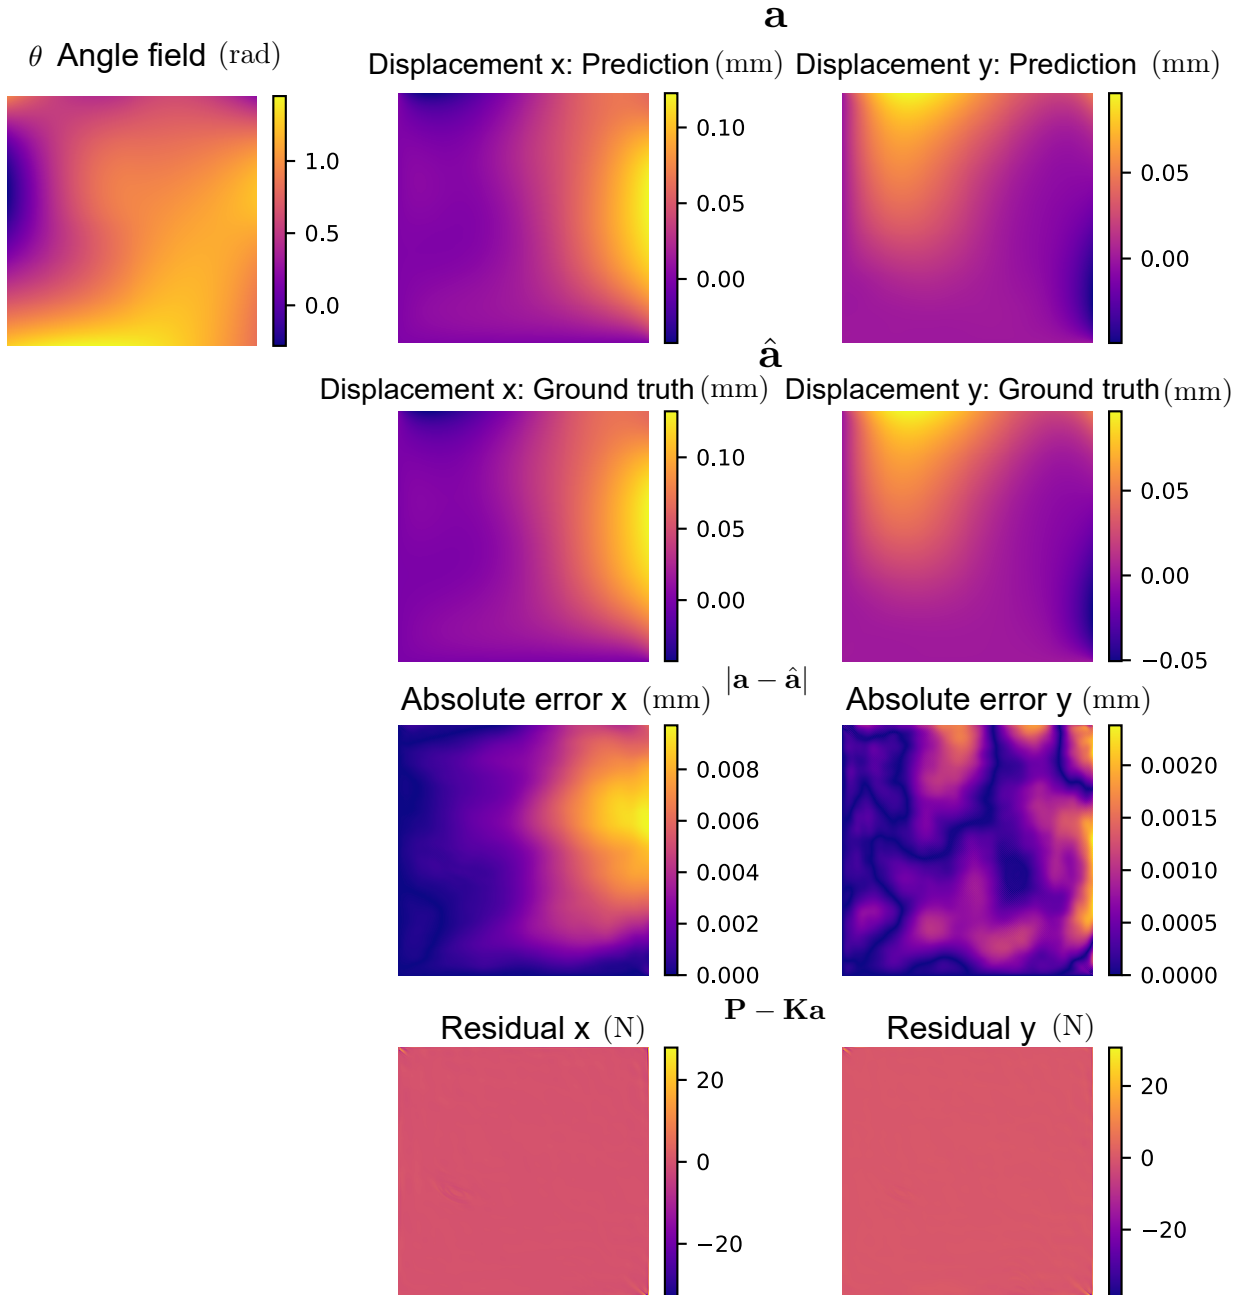 a
θ Angle field (rad)
Displacement x: Prediction (mm)
Displacement y: Prediction (mm)
1.0
0.5
0.0
0.10
0.05
0.00
0.05
0.00
â
Displacement x: Ground truth (mm)
Displacement y: Ground truth (mm)
0.10
0.05
0.00
0.05
0.00
−0.05
|a − â|
Absolute error x (mm)
Absolute error y (mm)
0.008
0.006
0.004
0.002
0.000
0.0020
0.0015
0.0010
0.0005
0.0000
P − Ka
Residual x (N)
Residual y (N)
20
0
−20
20
0
−20